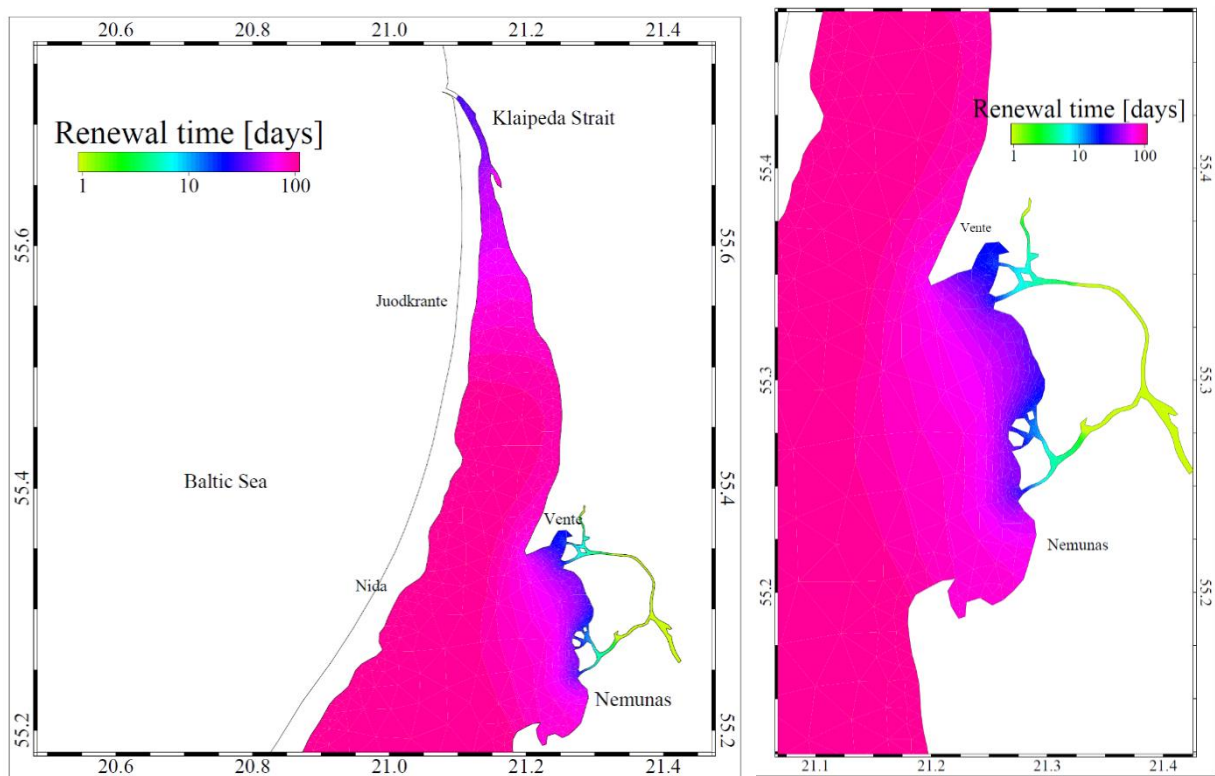 20.6 20.8 21.0 21.2 21.4
Renewal time [days]
1 10 100
Klaipeda Strait
55.6 55.6
Juodkrante
Baltic Sea
55.4 55.4
Vente
Nida
Nemunas
55.2 55.2
20.6 20.8 21.0 21.2 21.4
Renewal time [days]
1 10 100
55.4 55.4
Vente
55.3 55.3
Nemunas
55.2 55.2
21.1 21.2 21.3 21.4